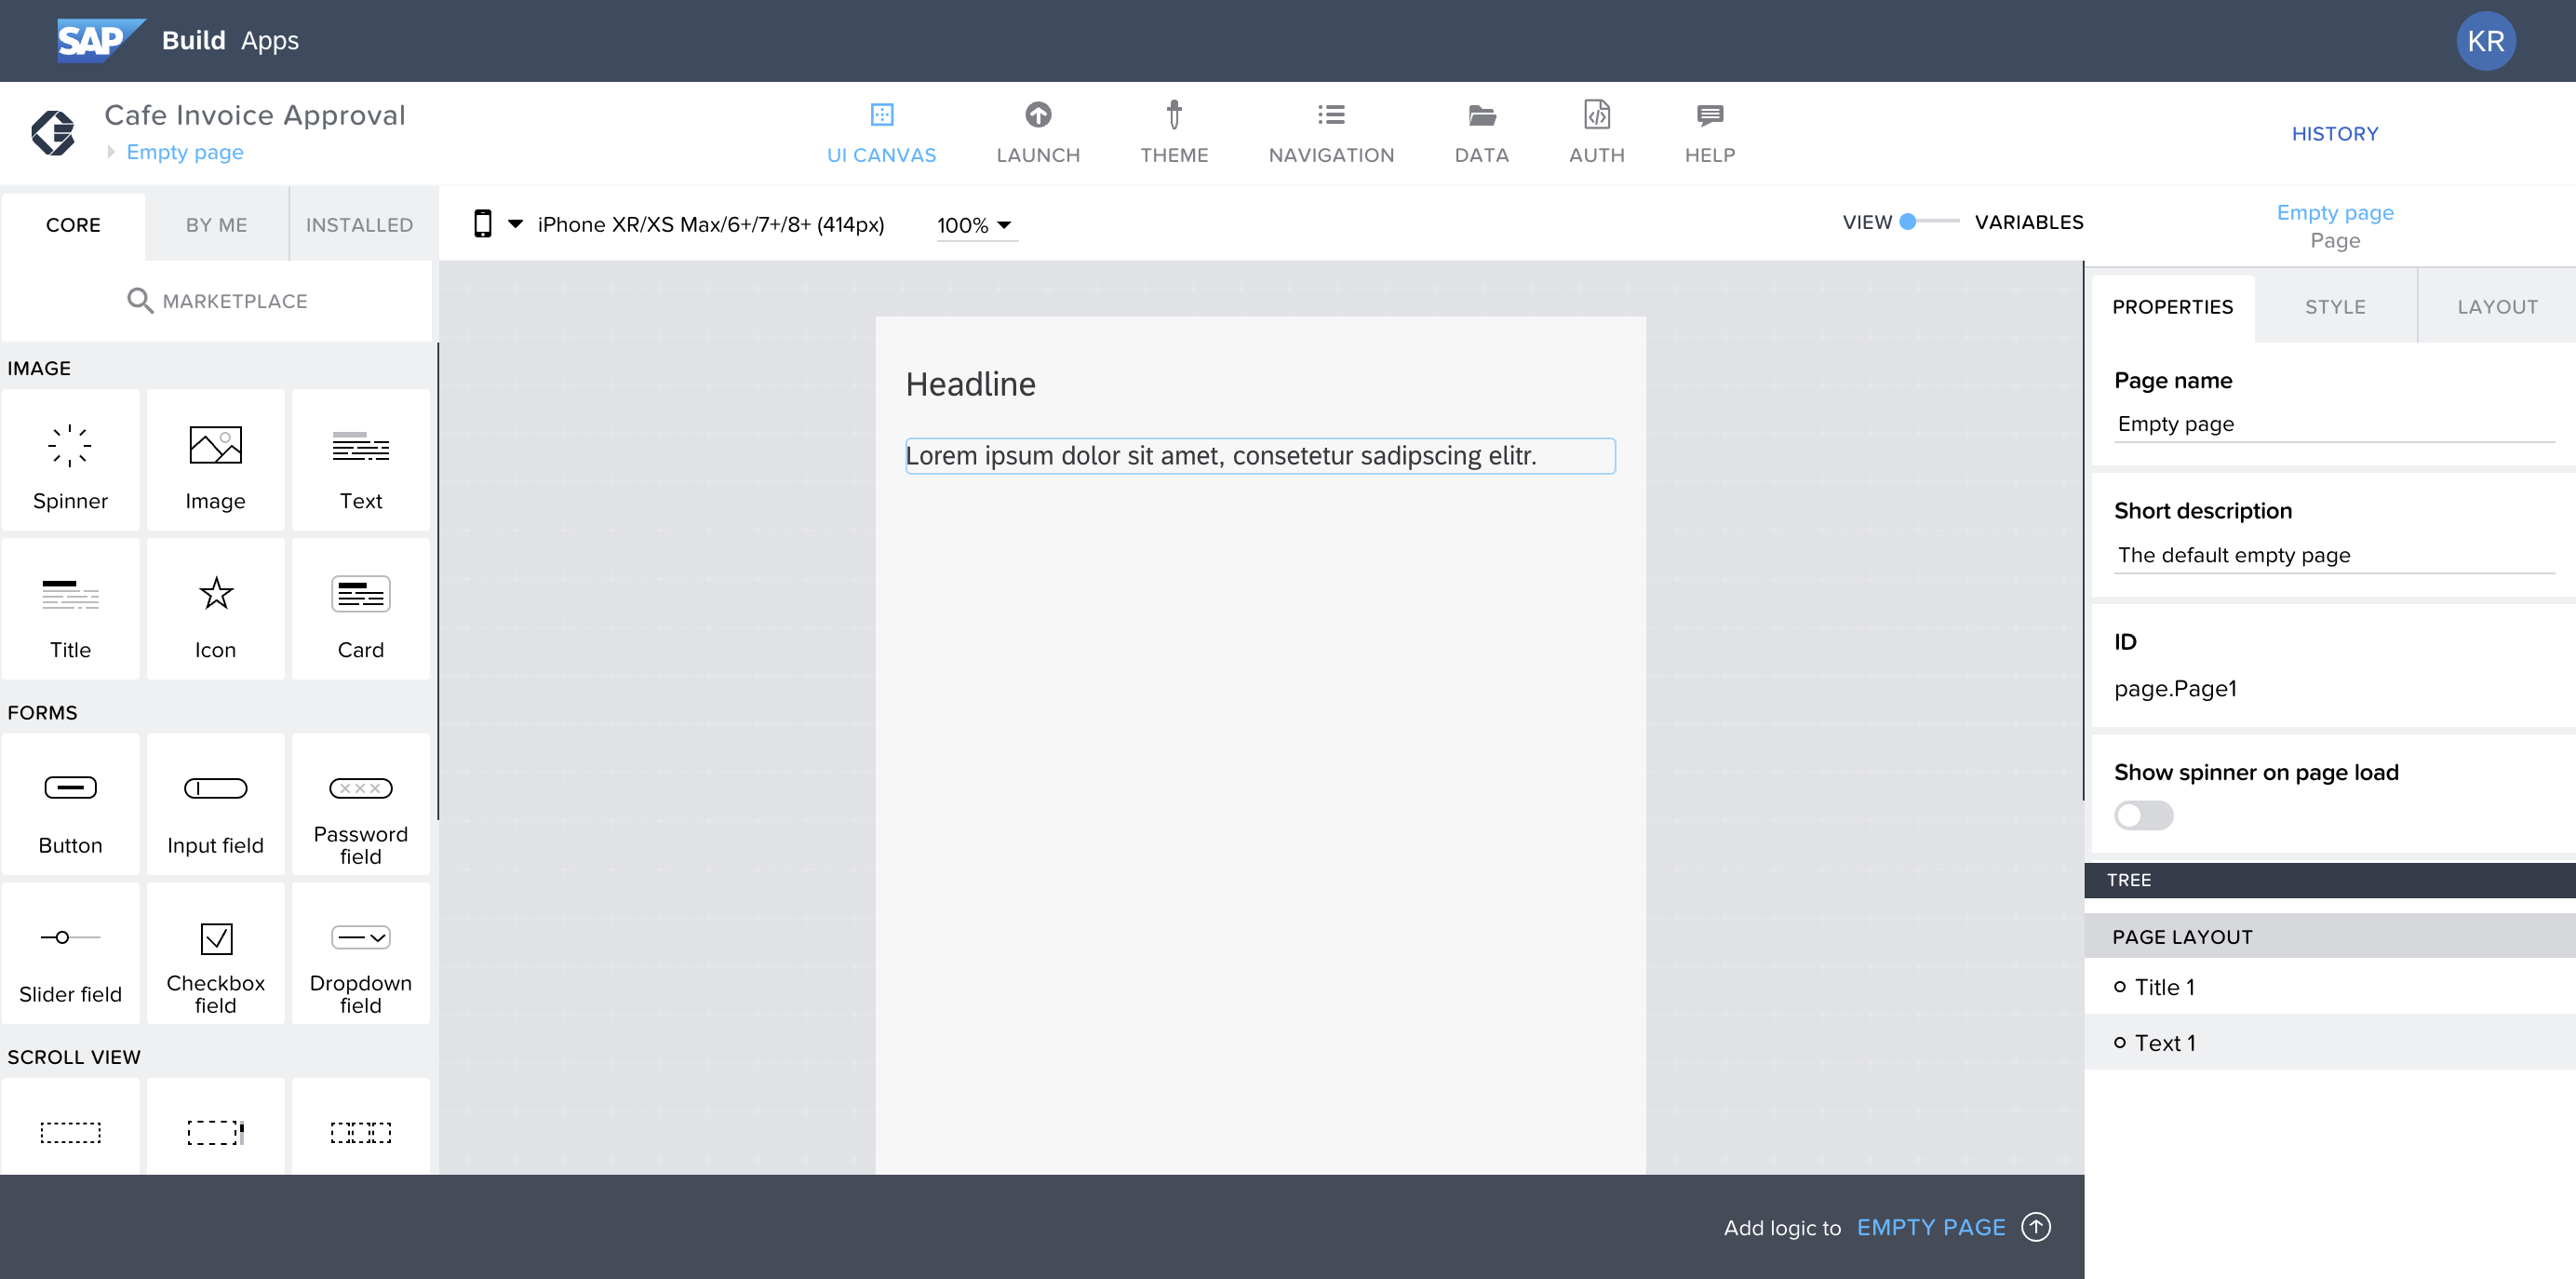 SAP Build Apps
KR
Cafe Invoice Approval
Empty page
UI CANVAS
LAUNCH
THEME
NAVIGATION
DATA
AUTH
HELP
HISTORY
CORE
BY ME
INSTALLED
MARKETPLACE
iPhone XR/XS Max/6+/7+/8+ (414px)
100%
VIEW
VARIABLES
Empty page
Page
IMAGE
Spinner
Image
Text
Title
Icon
Card
FORMS
Button
Input field
Password
field
Slider field
Checkbox
field
Dropdown
field
SCROLL VIEW
Headline
Lorem ipsum dolor sit amet, consetetur sadipscing elitr.
Add logic to EMPTY PAGE
PROPERTIES
STYLE
LAYOUT
Page name
Empty page
Short description
The default empty page
ID
page.Page1
Show spinner on page load
TREE
PAGE LAYOUT
Title 1
Text 1